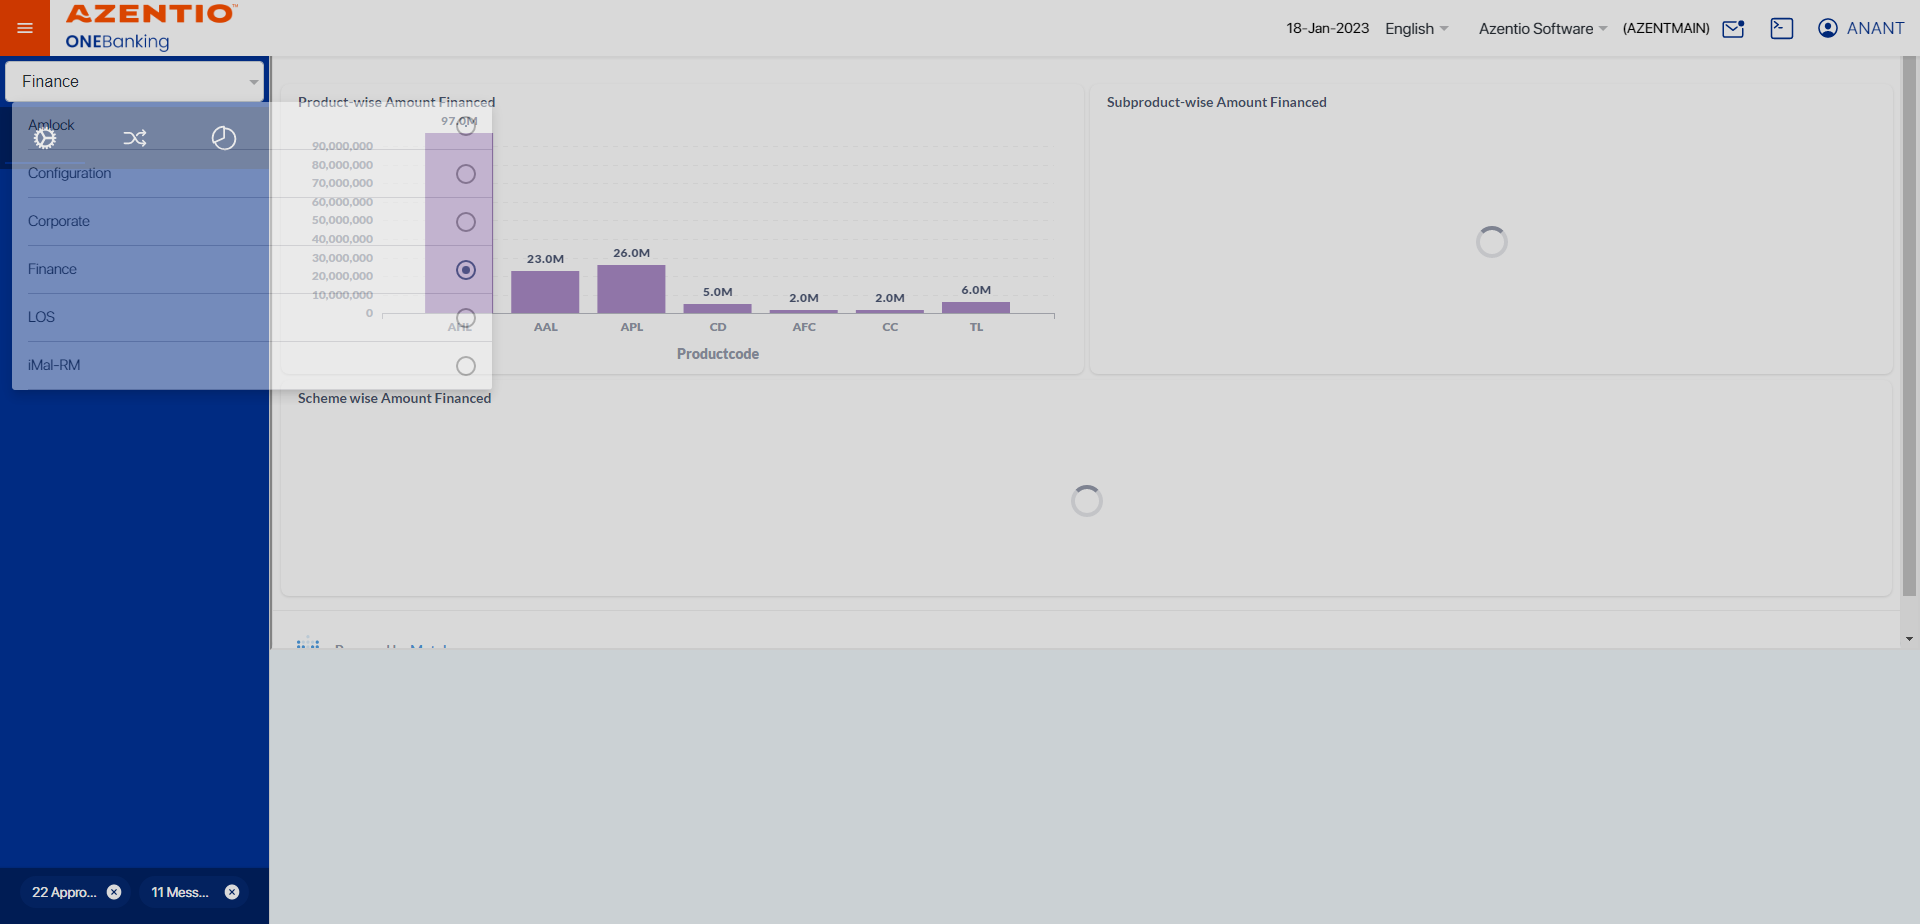 AZENTIO™
ONEBanking
18-Jan-2023 English Azentio Software (AZENTMAIN) ANANT
Finance
Amlock
Configuration
Corporate
Finance
LOS
iMal-RM
Product-wise Amount Financed
97.0M
90,000,000
80,000,000
70,000,000
60,000,000
50,000,000
40,000,000
30,000,000
20,000,000
10,000,000
0
23.0M
26.0M
5.0M
2.0M
2.0M
6.0M
AHL AAL APL CD AFC CC TL
Productcode
Subproduct-wise Amount Financed
Scheme wise Amount Financed
22 Appro...
11 Mess...